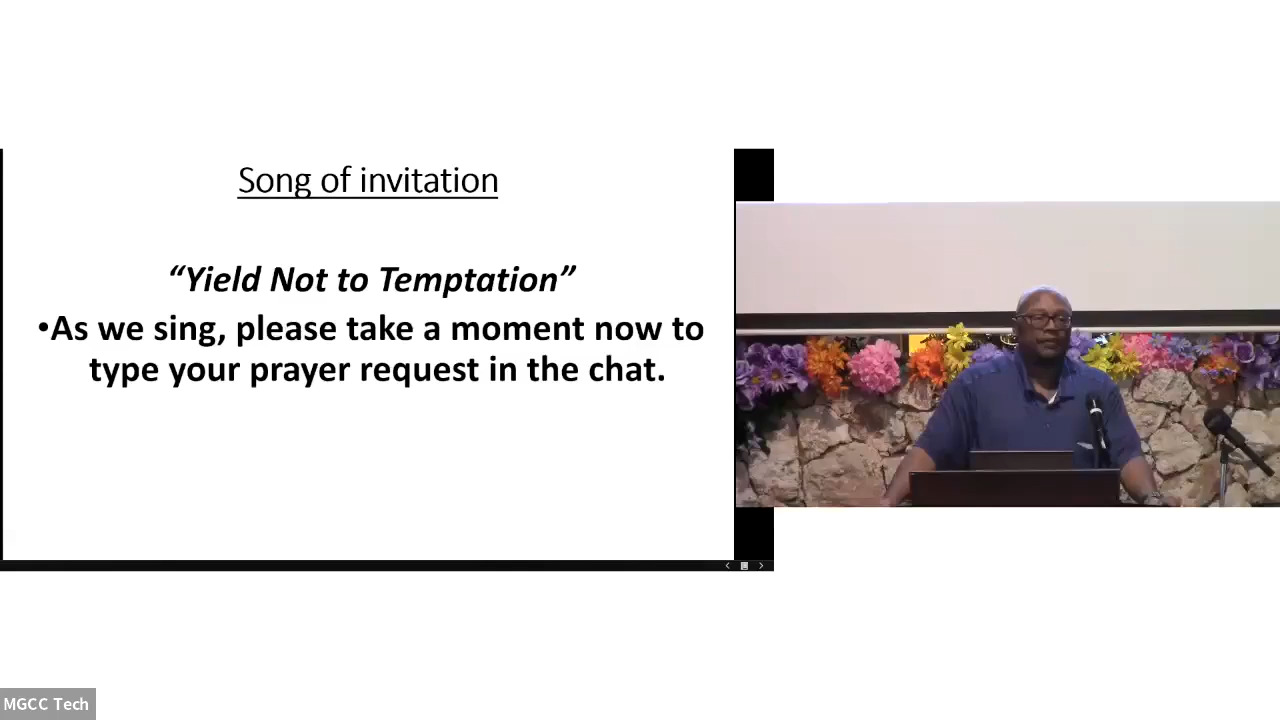 Song of invitation
“Yield Not to Temptation”
•As we sing, please take a moment now to
type your prayer request in the chat.
MGCC Tech